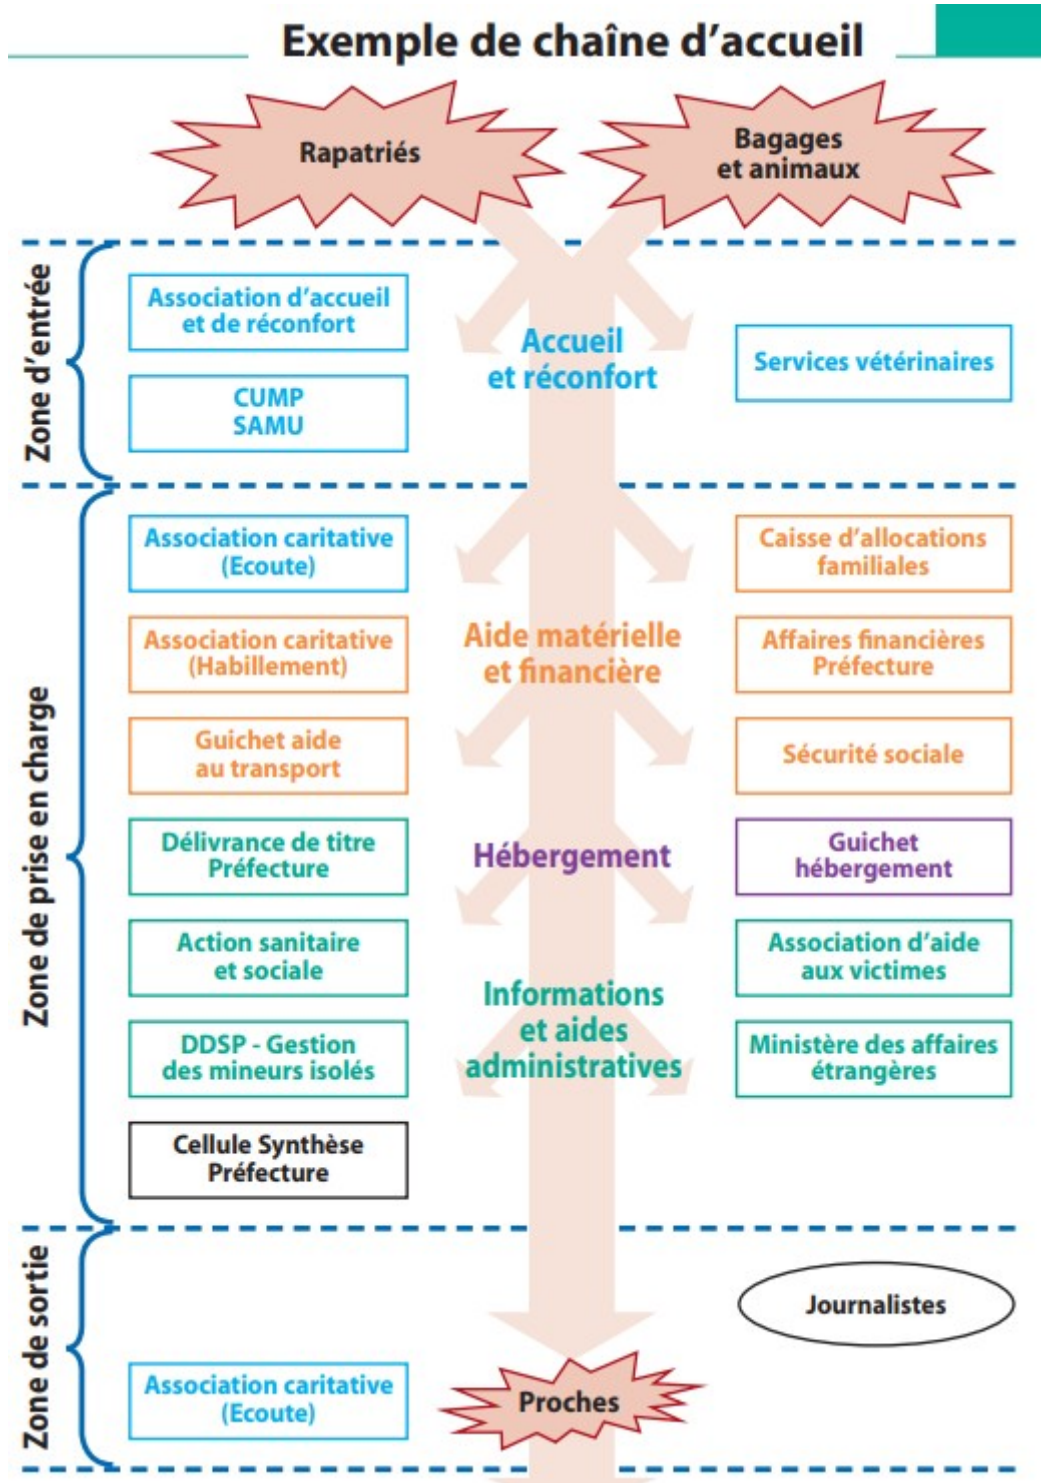 Exemple de chaîne d'accueil
Rapatriés
Bagages
et animaux
Zone d'entrée
Association d'accueil
et de réconfort
CUMP
SAMU
Accueil
et réconfort
Services vétérinaires
Zone de prise en charge
Association caritative
(Ecoute)
Association caritative
(Habillement)
Guichet aide
au transport
Délivrance de titre
Préfecture
Action sanitaire
et sociale
DDSP - Gestion
des mineurs isolés
Cellule Synthèse
Préfecture
Aide matérielle
et financière
Hébergement
Informations
et aides
administratives
Caisse d'allocations
familiales
Affaires financières
Préfecture
Sécurité sociale
Guichet
hébergement
Association d'aide
aux victimes
Ministère des affaires
étrangères
Zone de sortie
Journalistes
Association caritative
(Ecoute)
Proches